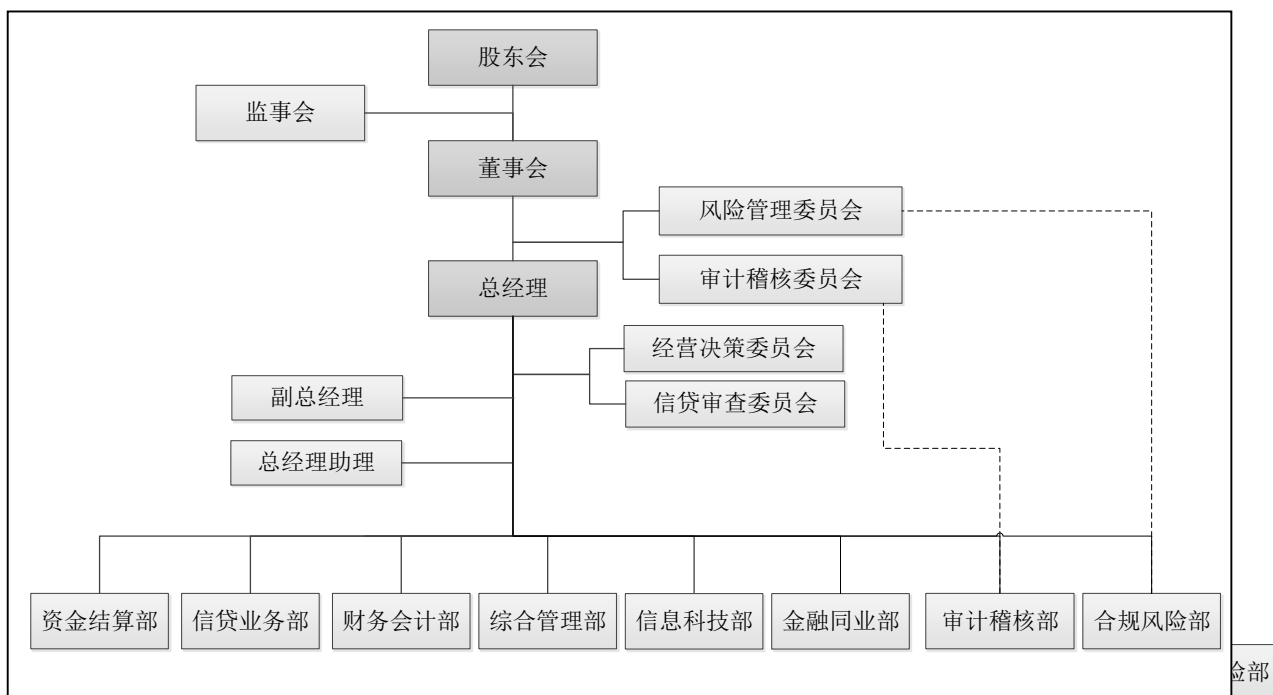 股东会
监事会
董事会
风险管理委员会
审计稽核委员会
总经理
经营决策委员会
信贷审查委员会
副总经理
总经理助理
资金结算部
信贷业务部
财务会计部
综合管理部
信息科技部
金融同业部
审计稽核部
合规风险部
险部